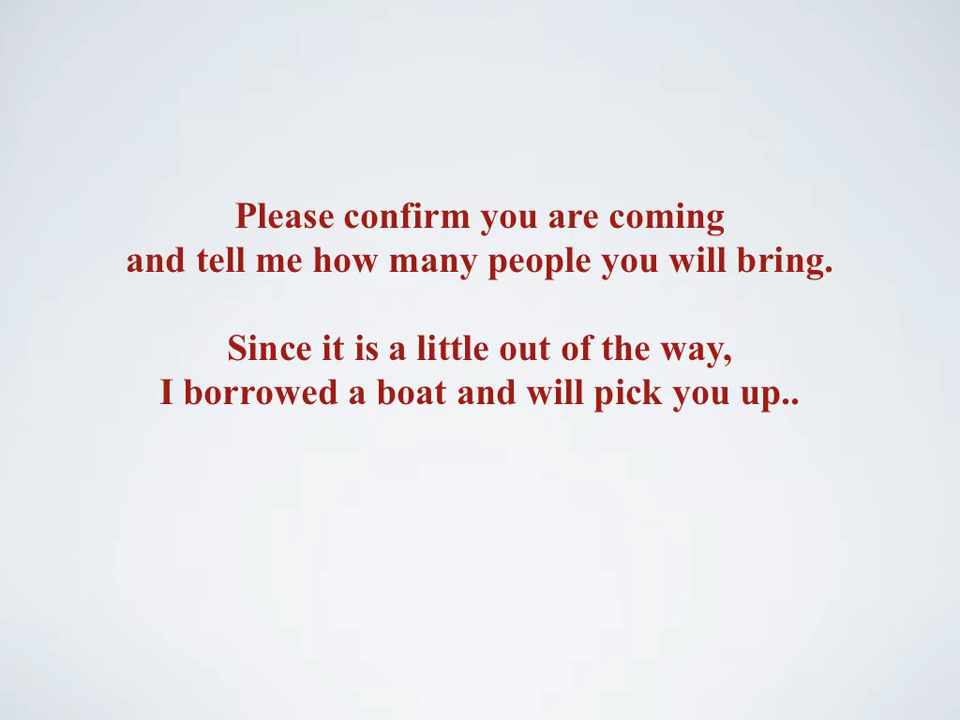 Please confirm you are coming
and tell me how many people you will bring.
Since it is a little out of the way,
I borrowed a boat and will pick you up..